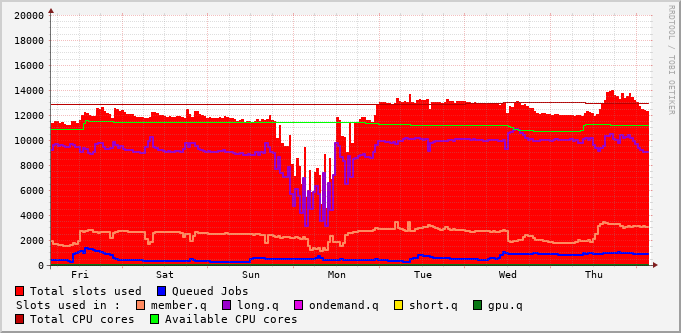 20000
18000
16000
14000
12000
10000
8000
6000
4000
2000
0
Fri Sat Sun Mon Tue Wed Thu
RRDTOOL / TOBI OETIKER
Total slots used Queued Jobs
Slots used in : member.q long.q ondemand.q short.q gpu.q
Total CPU cores Available CPU cores